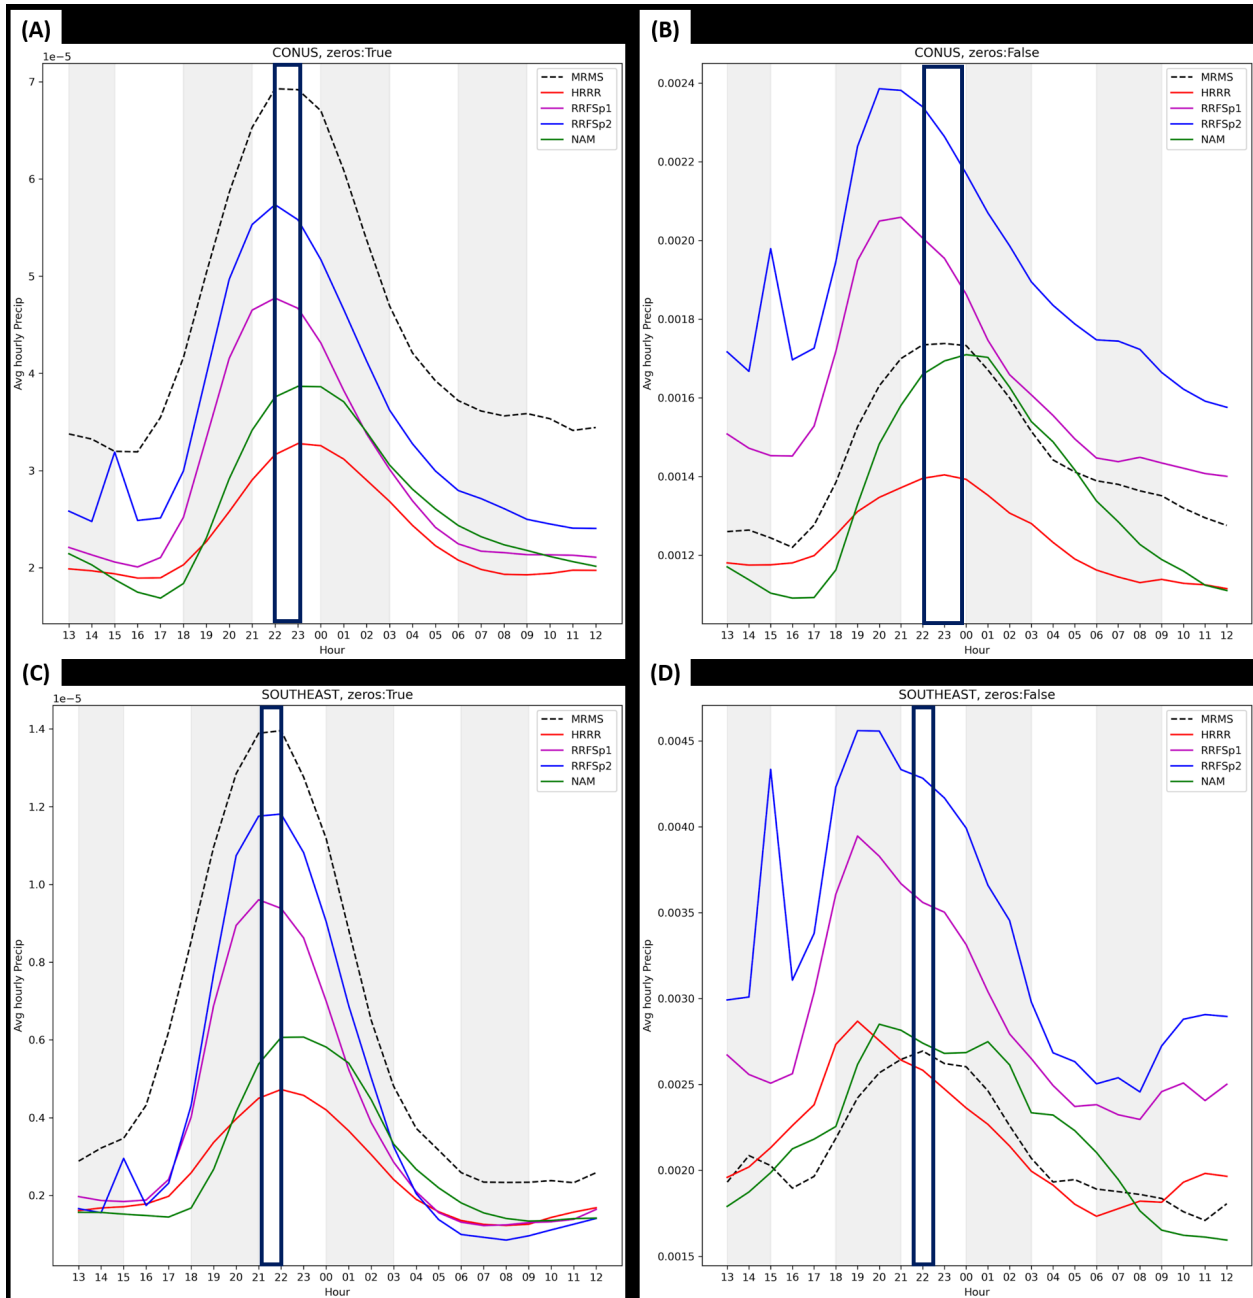 (A)
CONUS, zeros:True
1e−5
7
6
5
4
3
2
Avg hourly Precip
13 14 15 16 17 18 19 20 21 22 23 00 01 02 03 04 05 06 07 08 09 10 11 12
Hour
MRMS
HRRR
RRFSp1
RRFSp2
NAM
(B)
CONUS, zeros:False
0.0024
0.0022
0.0020
0.0018
0.0016
0.0014
0.0012
Avg hourly Precip
13 14 15 16 17 18 19 20 21 22 23 00 01 02 03 04 05 06 07 08 09 10 11 12
Hour
MRMS
HRRR
RRFSp1
RRFSp2
NAM
(C)
SOUTHEAST, zeros:True
1e−5
1.4
1.2
1.0
0.8
0.6
0.4
0.2
Avg hourly Precip
13 14 15 16 17 18 19 20 21 22 23 00 01 02 03 04 05 06 07 08 09 10 11 12
Hour
MRMS
HRRR
RRFSp1
RRFSp2
NAM
(D)
SOUTHEAST, zeros:False
0.0045
0.0040
0.0035
0.0030
0.0025
0.0020
0.0015
Avg hourly Precip
13 14 15 16 17 18 19 20 21 22 23 00 01 02 03 04 05 06 07 08 09 10 11 12
Hour
MRMS
HRRR
RRFSp1
RRFSp2
NAM